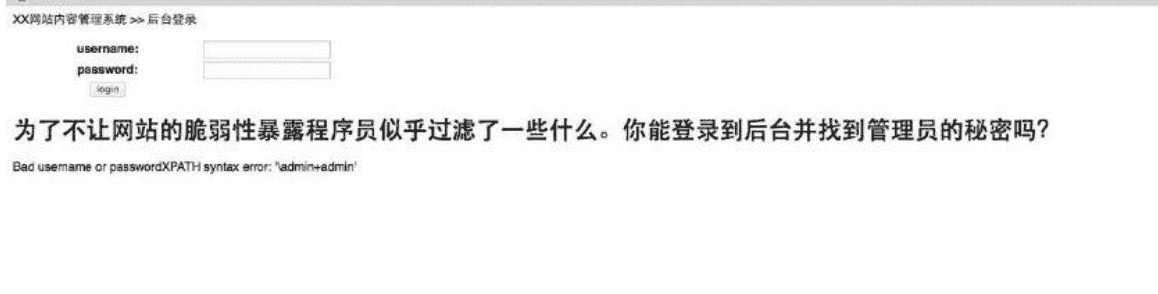 XX网站内容管理系统 >> 后台登录
username:
password:
login
为了不让网站的脆弱性暴露程序员似乎过滤了一些什么。你能登录到后台并找到管理员的秘密吗?
Bad username or passwordXPATH syntax error: '\admin+admin'